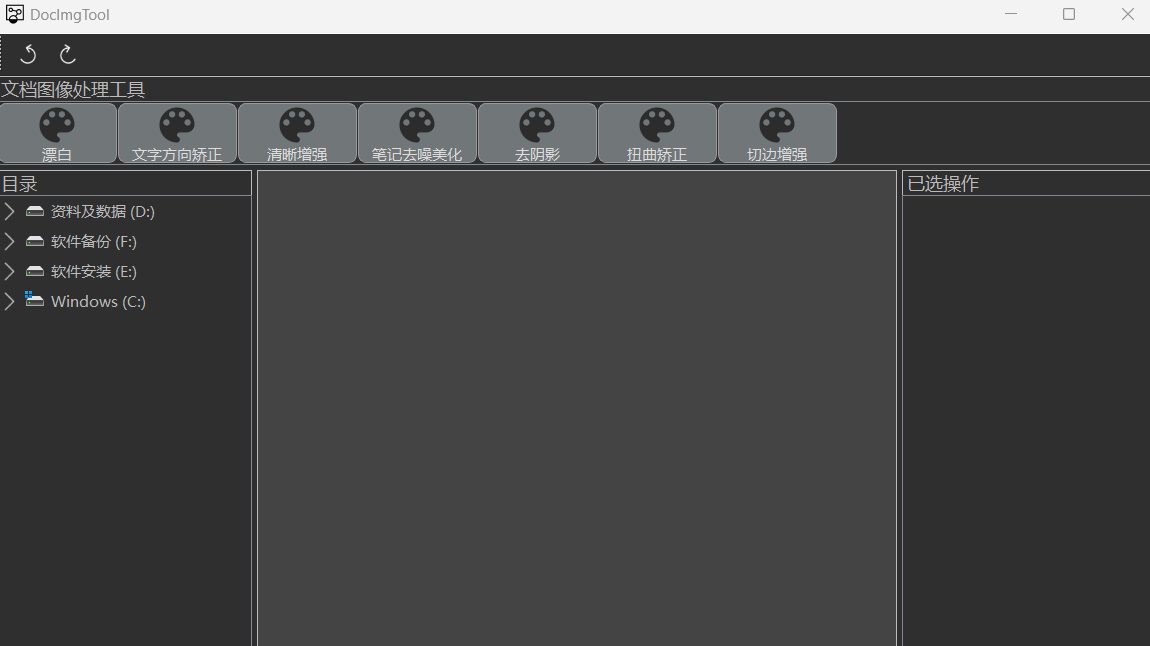 DocImgTool
文档图像处理工具
漂白 文字方向矫正 清晰增强 笔记去噪美化 去阴影 扭曲矫正 切边增强
目录
资料及数据 (D:)
软件备份 (F:)
软件安装 (E:)
Windows (C:)
已选操作